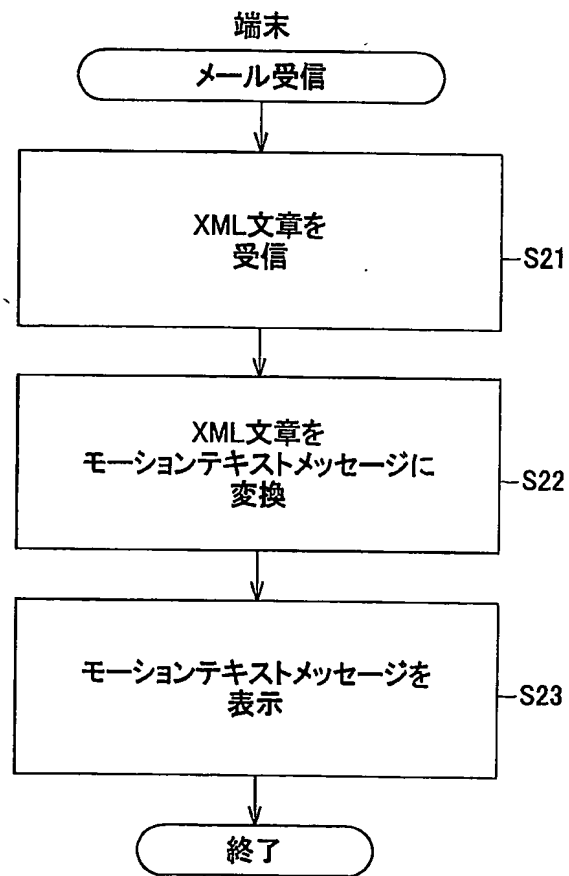 端末
メール受信
XML文章を
受信
S21
XML文章を
モーションテキストメッセージに
変換
S22
モーションテキストメッセージを
表示
S23
終了